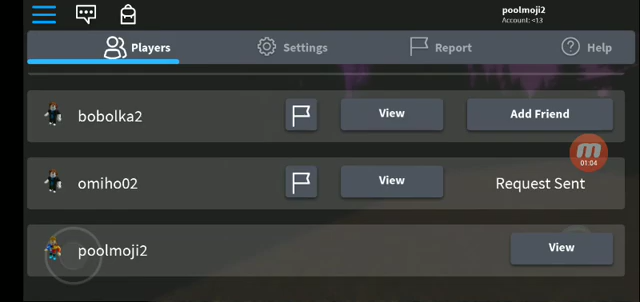 poolmoji2
Account: <13
Players
Settings
Report
Help
bobolka2
View
Add Friend
01:04
omiho02
View
Request Sent
poolmoji2
View